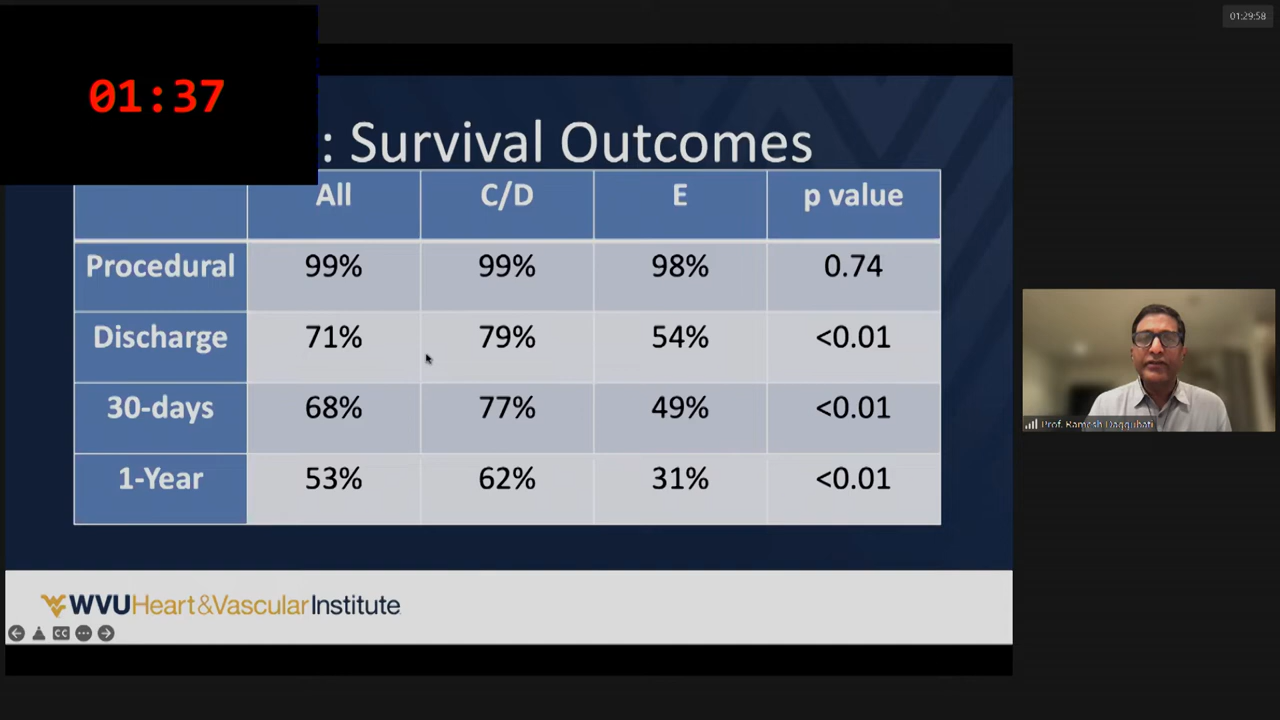 01:29:58
01:37
: Survival Outcomes
All C/D E p value
Procedural 99% 99% 98% 0.74
Discharge 71% 79% 54% <0.01
30-days 68% 77% 49% <0.01
1-Year 53% 62% 31% <0.01
Prof. Ramesh Daggubati
WVUHeart&VascularInstitute
CC